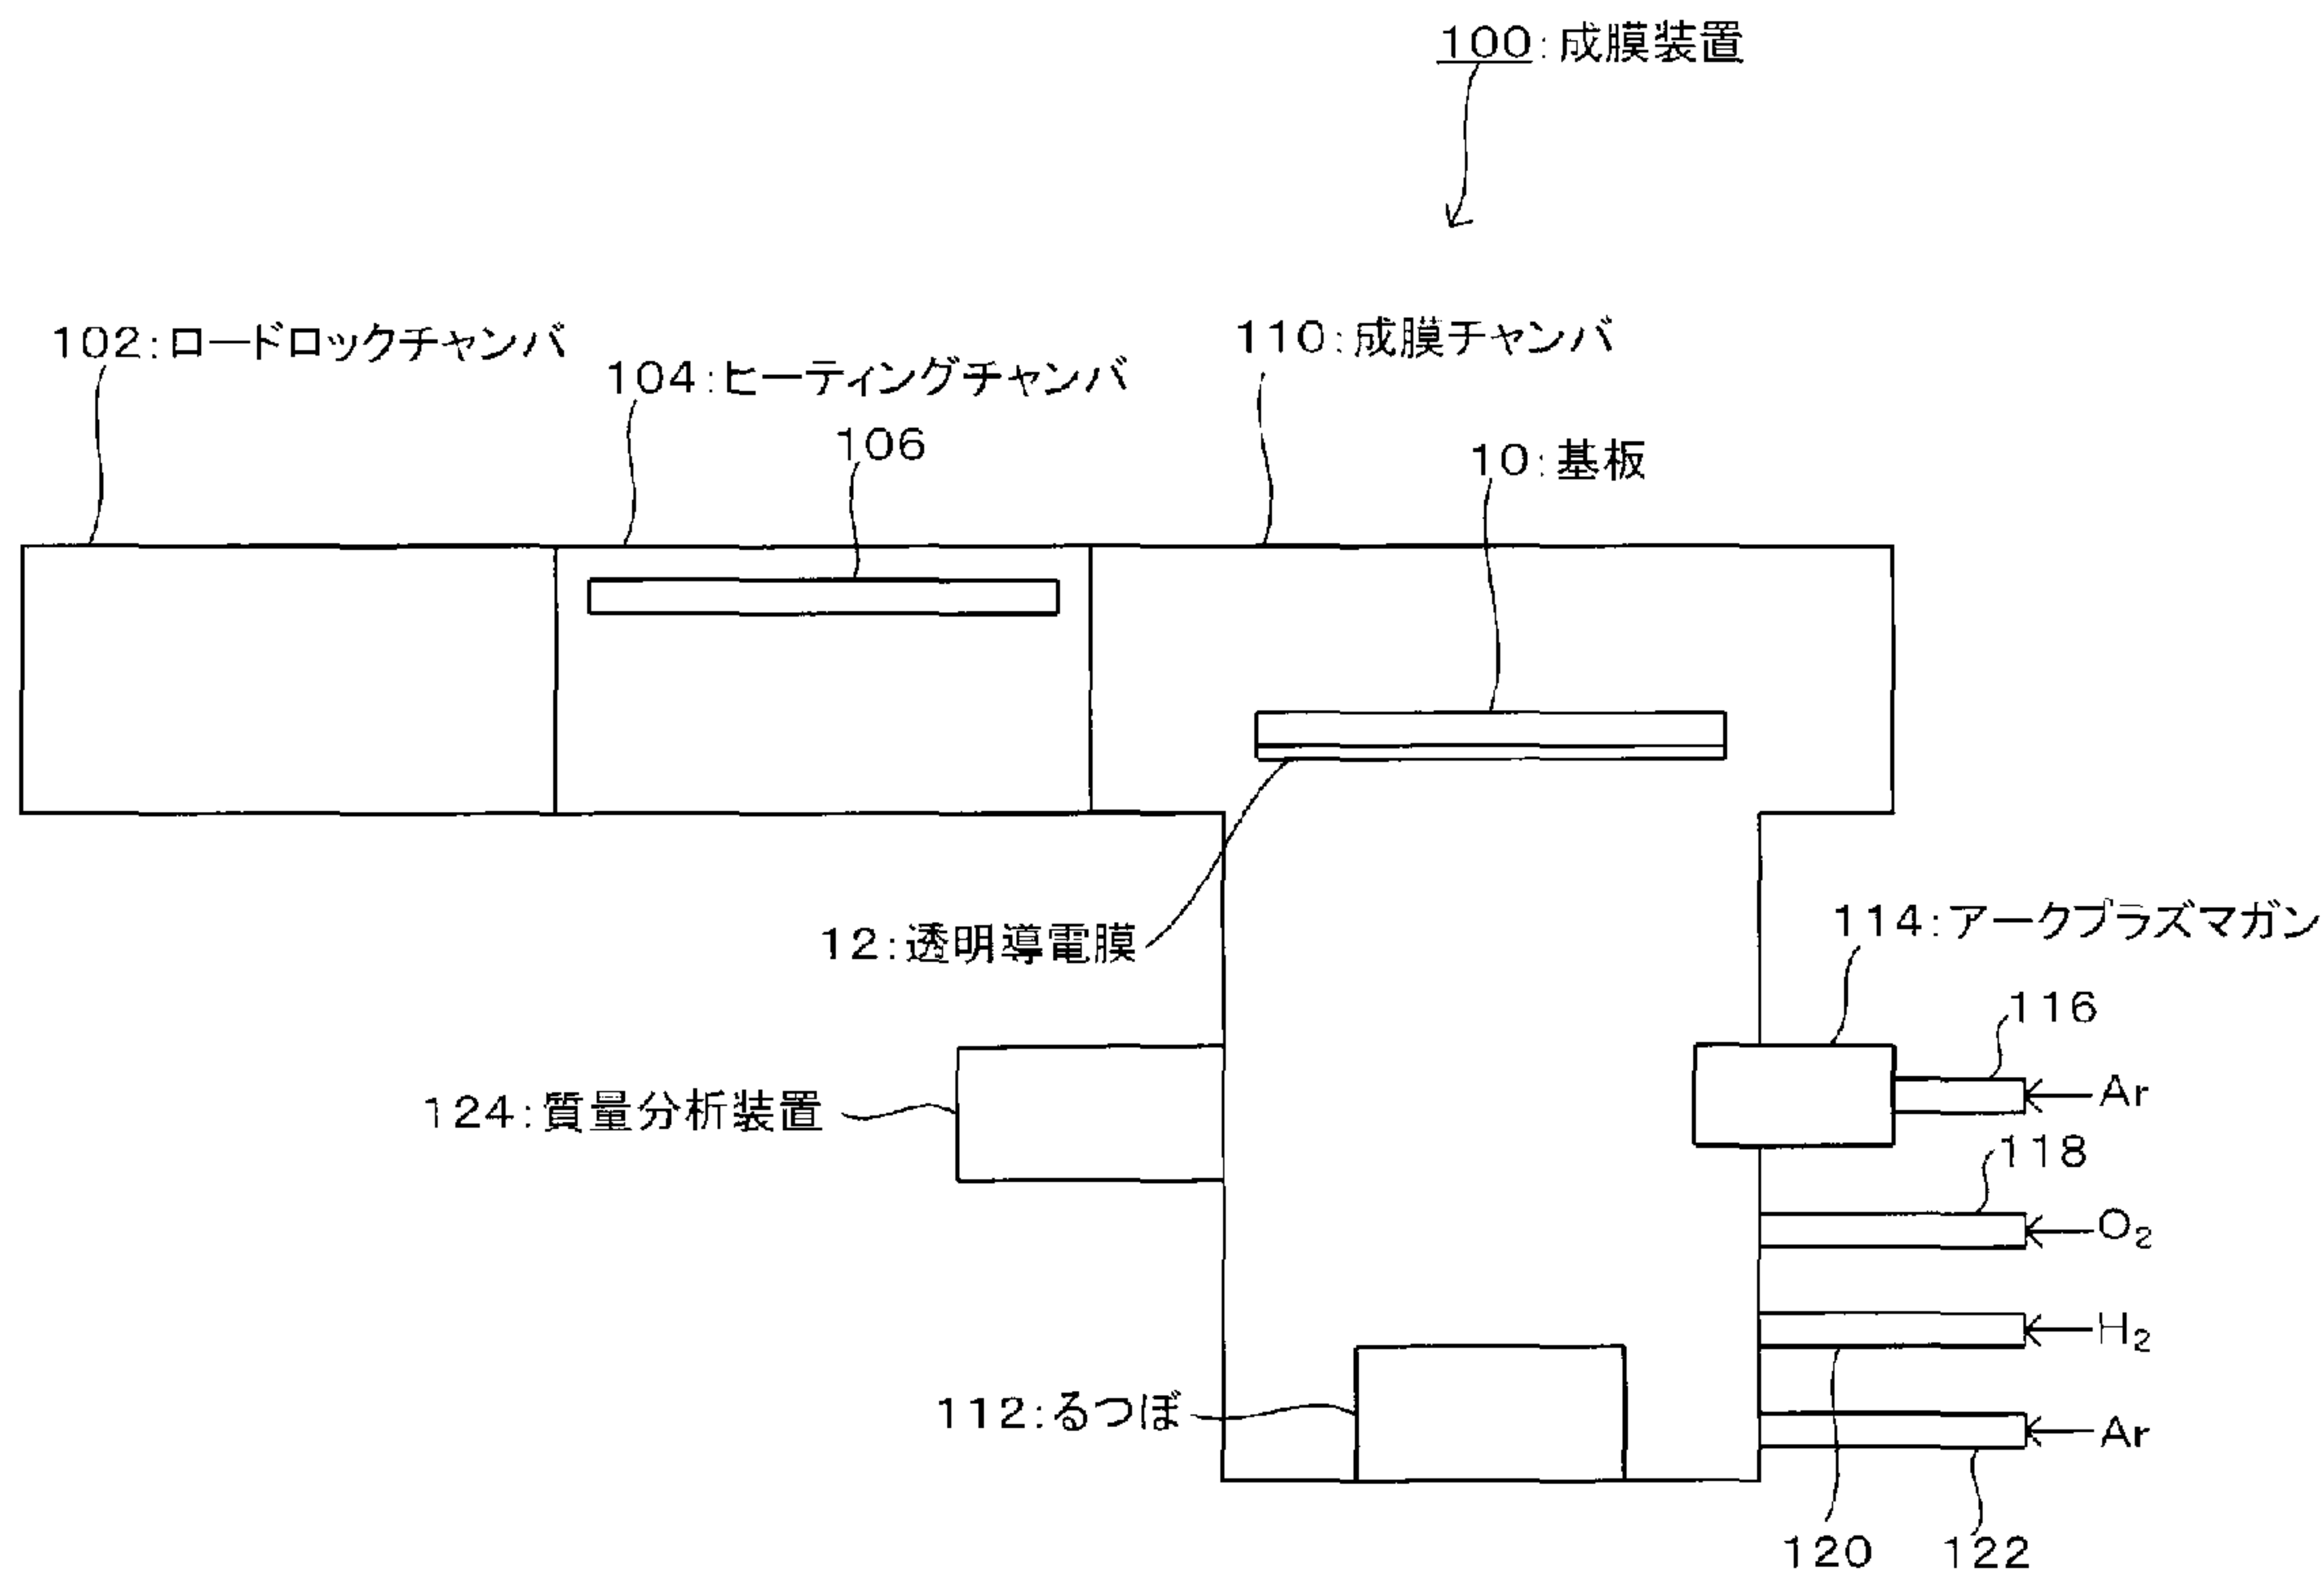 100:成膜装置
102:ロードロックチャンバ
104:ヒーティングチャンバ
106
110:成膜チャンバ
10:基板
12:透明導電膜
114:アークプラズマガン
116
Ar
124:質量分析装置
118
O₂
H₂
112:るつぼ
Ar
120
122